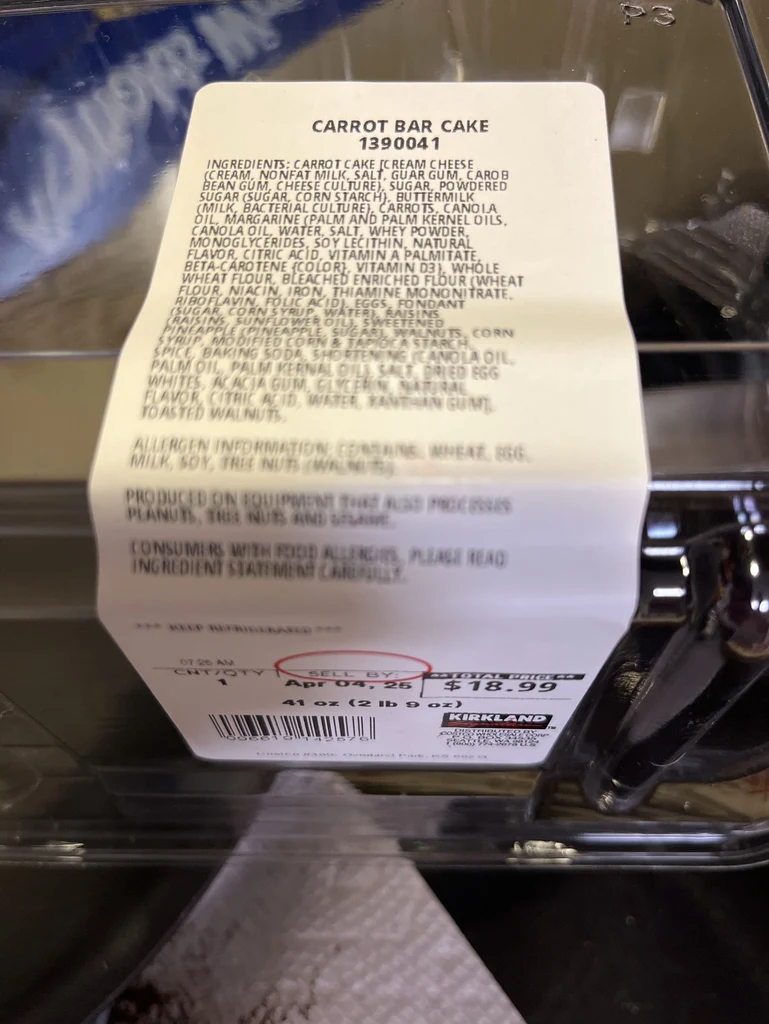 P3
CARROT BAR CAKE
1390041
INGREDIENTS: CARROT CAKE [CREAM CHEESE
(CREAM, NONFAT MILK, SALT, GUAR GUM, CAROB
BEAN GUM, CHEESE CULTURE), SUGAR, POWDERED
SUGAR (SUGAR, CORN STARCH), BUTTERMILK
(MILK, BACTERIAL CULTURE), CARROTS, CANOLA
OIL, MARGARINE (PALM AND PALM KERNEL OILS,
CANOLA OIL, WATER, SALT, WHEY POWDER,
MONOGLYCERIDES, SOY LECITHIN, NATURAL
FLAVOR, CITRIC ACID, VITAMIN A PALMITATE,
BETA-CAROTENE (COLOR), VITAMIN D3), WHOLE
WHEAT FLOUR, BLEACHED ENRICHED FLOUR (WHEAT
FLOUR, NIACIN, IRON, THIAMINE MONONITRATE,
RIBOFLAVIN, FOLIC ACID), EGGS, FONDANT
(SUGAR, CORN SYRUP, WATER), RAISINS
(RAISINS, SUNFLOWER OIL), SWEETENED
PINEAPPLE (PINEAPPLE, SUGAR), WALNUTS, CORN
SYRUP, MODIFIED CORN & TAPIOCA STARCH,
SPICE, BAKING SODA, SHORTENING (CANOLA OIL,
PALM OIL, PALM KERNEL OIL), SALT, DRIED EGG
WHITES, ACACIA GUM, GLYCERIN, NATURAL
FLAVOR, CITRIC ACID, WATER, XANTHAN GUM],
TOASTED WALNUTS.
ALLERGEN INFORMATION: CONTAINS: WHEAT, EGG,
MILK, SOY, TREE NUTS (WALNUTS)
PRODUCED ON EQUIPMENT THAT ALSO PROCESSES
PEANUTS, TREE NUTS AND SESAME.
CONSUMERS WITH FOOD ALLERGIES, PLEASE READ
INGREDIENT STATEMENT CAREFULLY.
*** KEEP REFRIGERATED ***
07:25 AM
CNT/QTY SELL BY: **TOTAL PRICE**
1 Apr 04, 25 $18.99
41 oz (2 lb 9 oz)
KIRKLAND
Signature
DISTRIBUTED BY